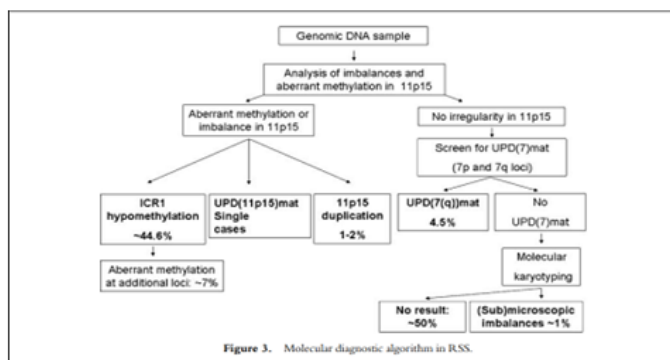 Genomic DNA sample
Analysis of imbalances and
aberrant methylation in 11p15
Aberrant methylation or
imbalance in 11p15
No irregularity in 11p15
Screen for UPD(7)mat
(7p and 7q loci)
ICR1
hypomethylation
~44.6%
UPD(11p15)mat
Single
cases
11p15
duplication
1-2%
UPD(7(q))mat
4.5%
No
UPD(7)mat
Aberrant methylation
at additional loci: ~7%
Molecular
karyotyping
No result:
~50%
(Sub)microscopic
imbalances ~1%
Figure 3. Molecular diagnostic algorithm in RSS.